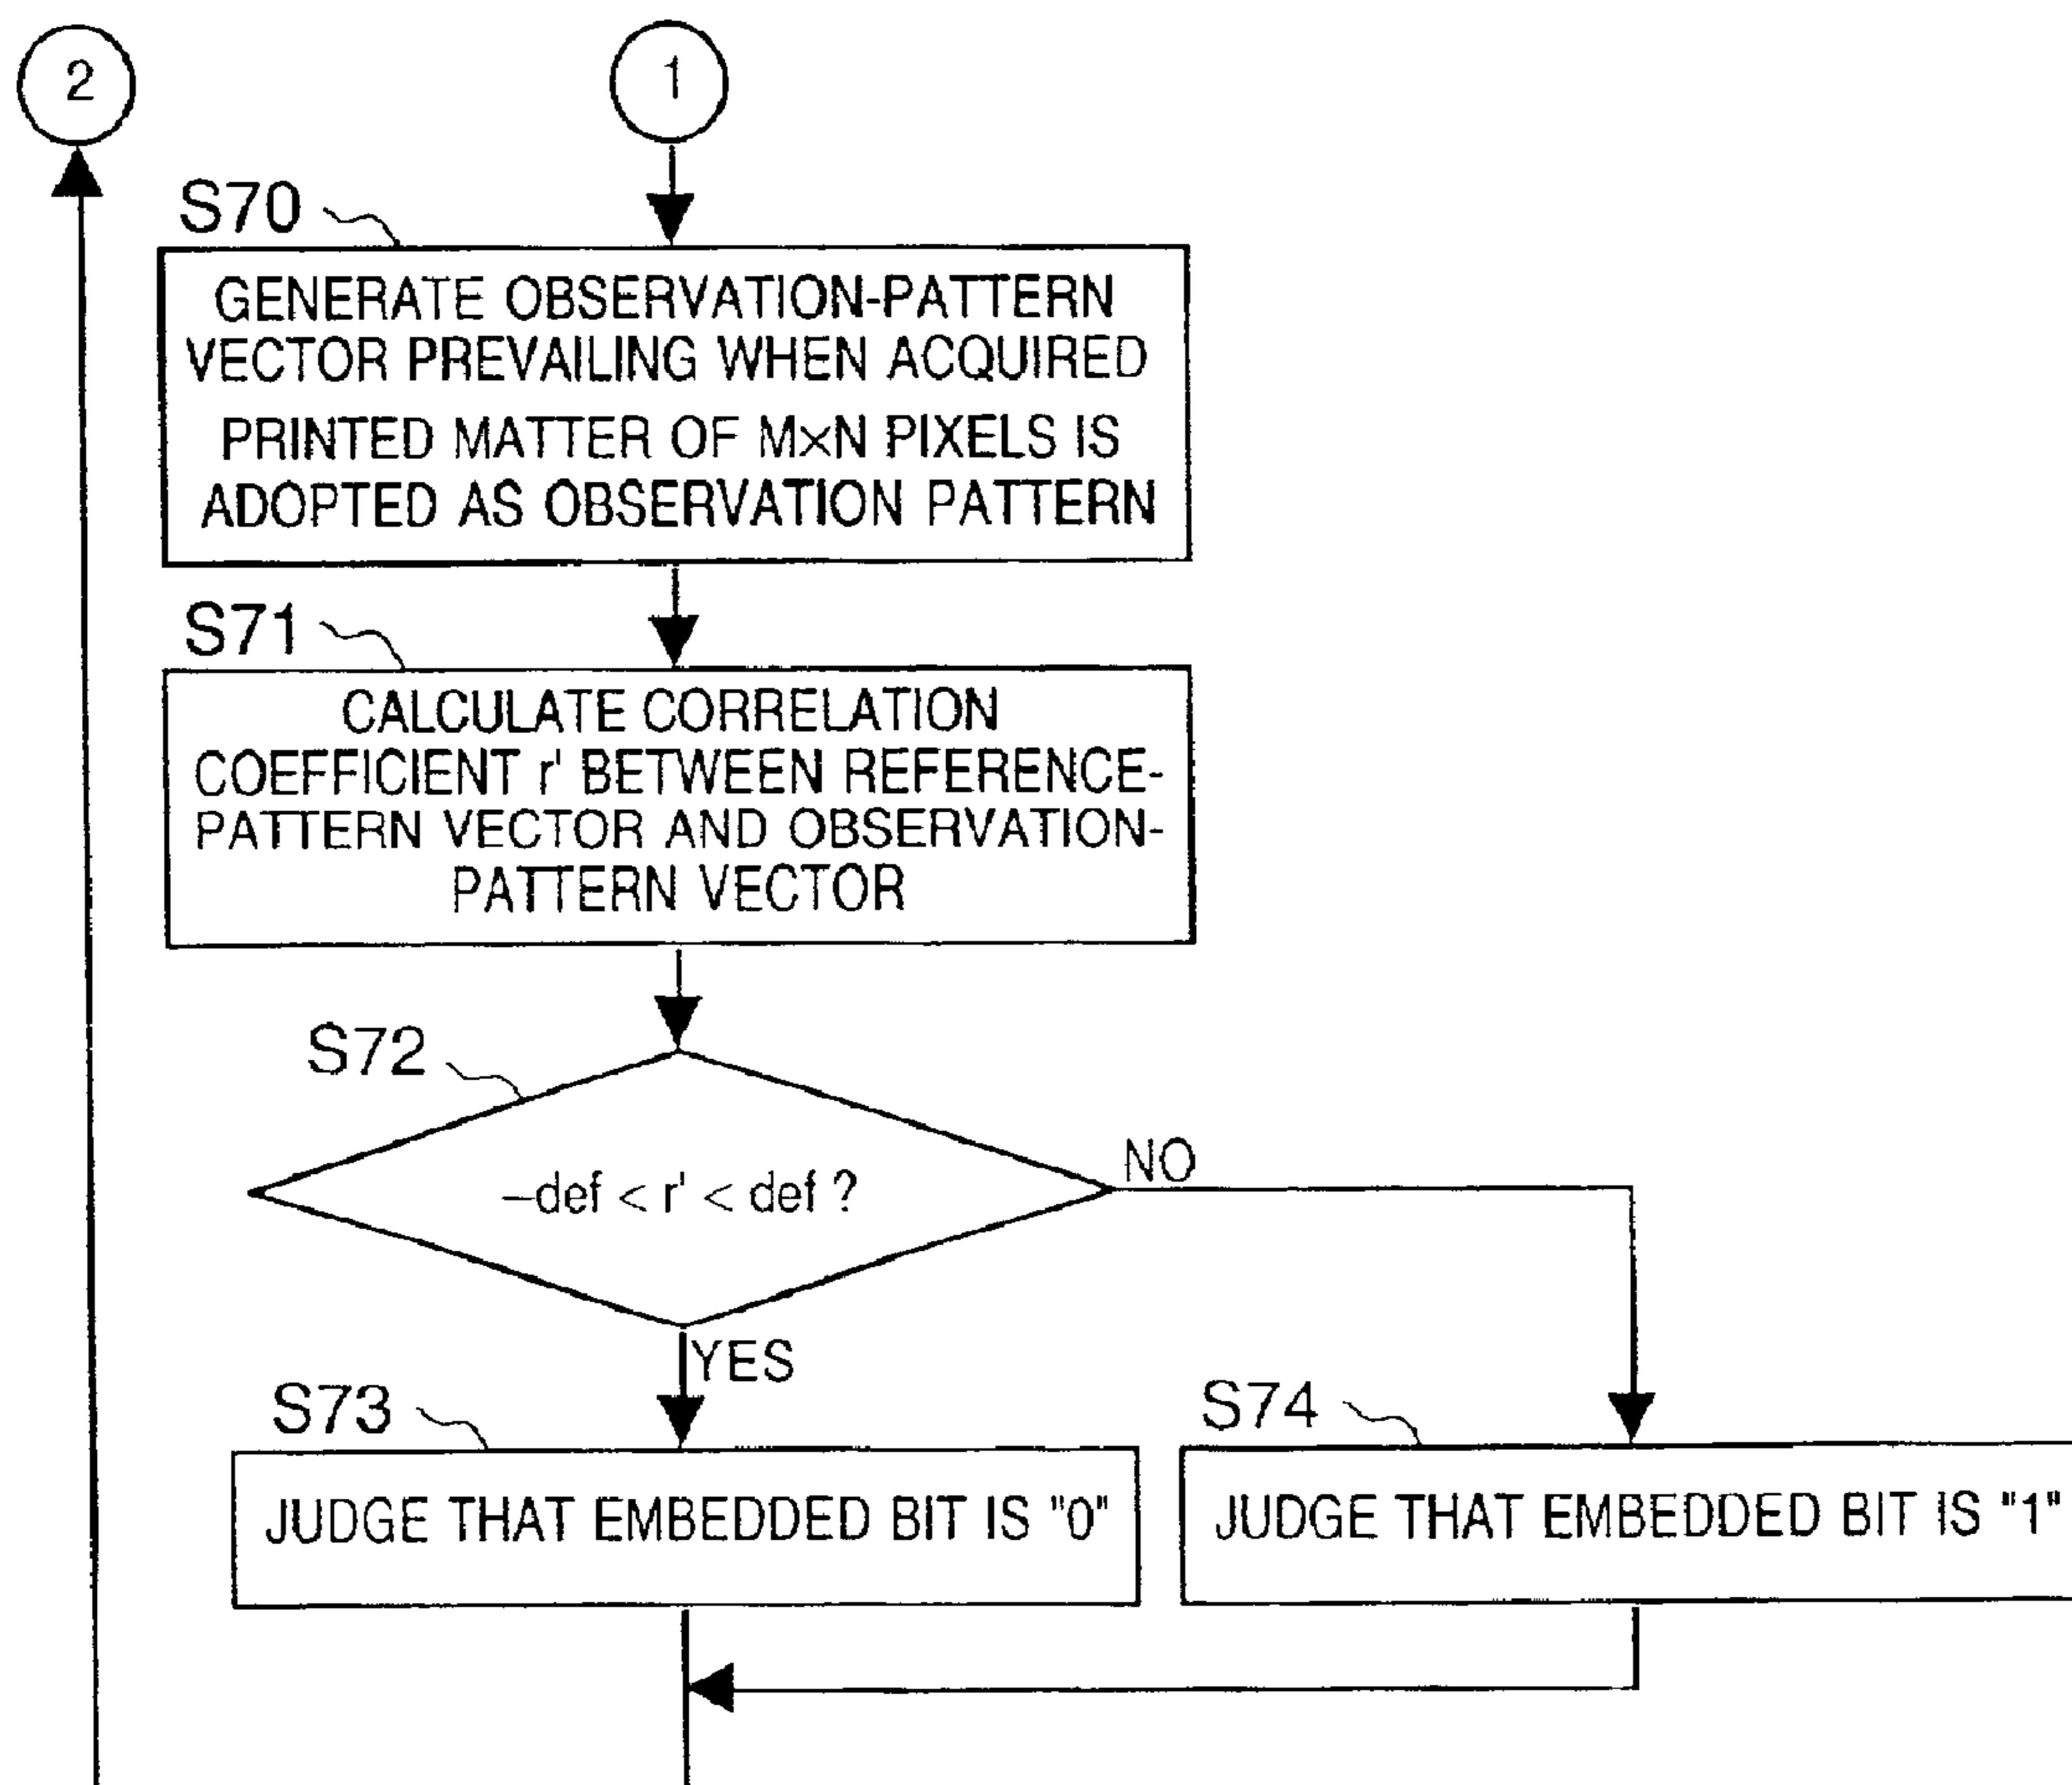 2
1
S70
GENERATE OBSERVATION-PATTERN
VECTOR PREVAILING WHEN ACQUIRED
PRINTED MATTER OF M×N PIXELS IS
ADOPTED AS OBSERVATION PATTERN
S71
CALCULATE CORRELATION
COEFFICIENT r' BETWEEN REFERENCE-
PATTERN VECTOR AND OBSERVATION-
PATTERN VECTOR
S72
–def < r' < def ?
NO
YES
S73
JUDGE THAT EMBEDDED BIT IS "0"
S74
JUDGE THAT EMBEDDED BIT IS "1"